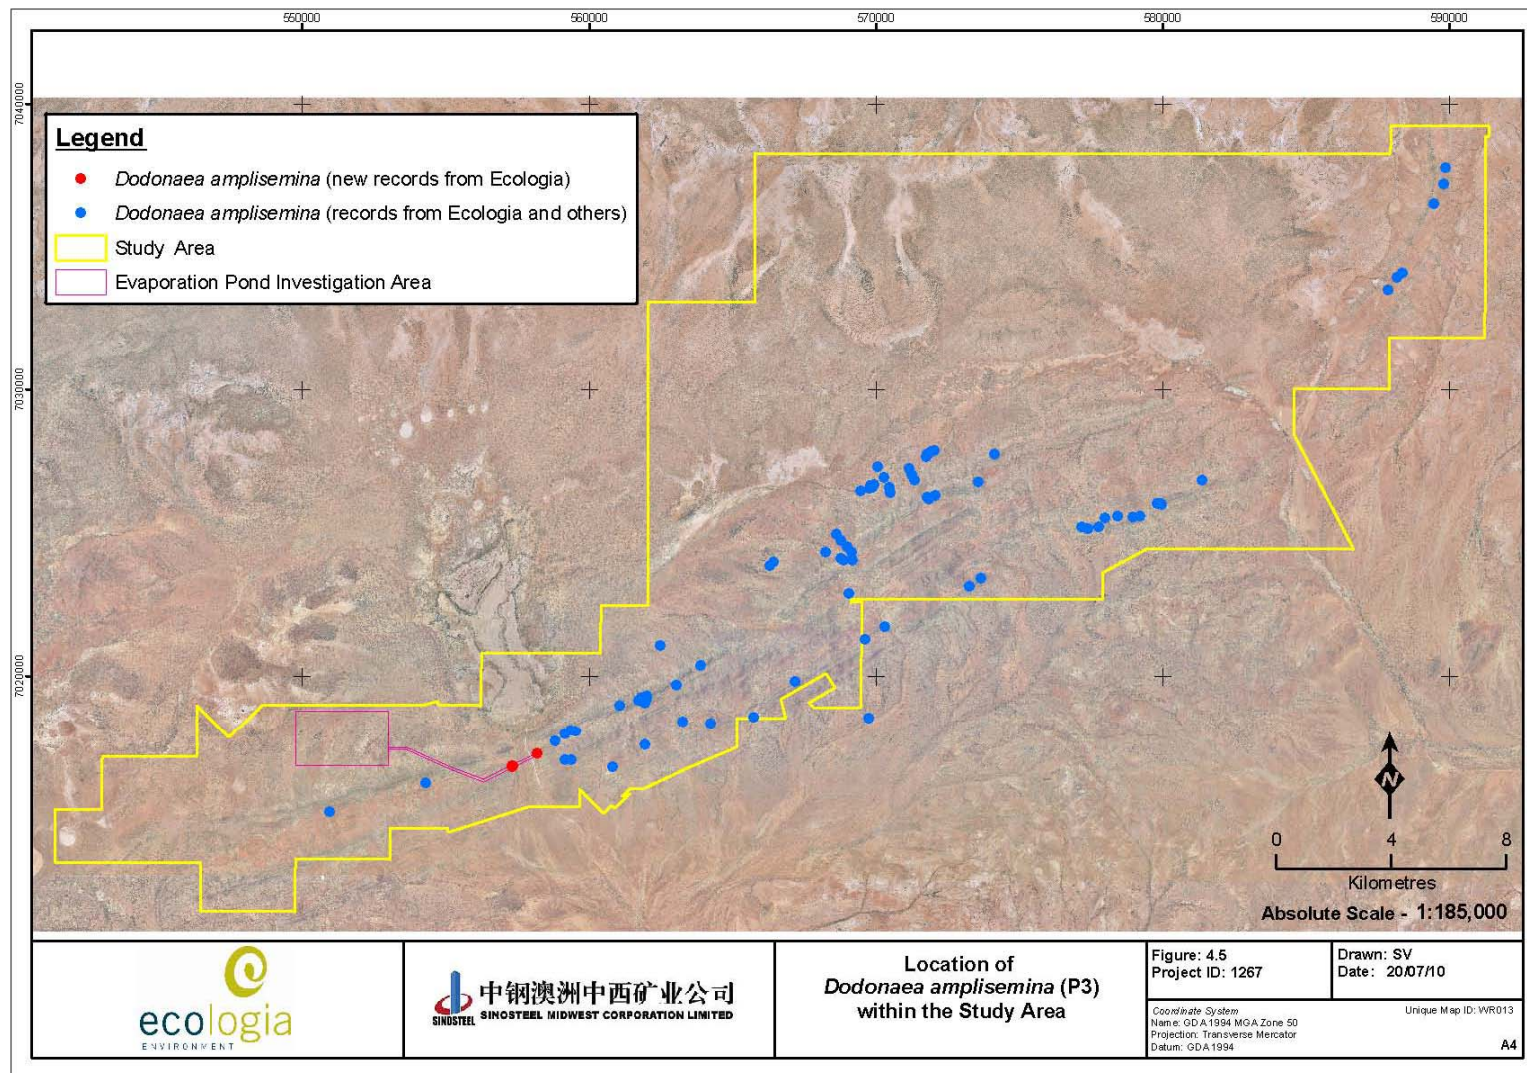 550000 560000 570000 580000 590000
7040000
7030000
7020000
Legend
Dodonaea amplisemina (new records from Ecologia)
Dodonaea amplisemina (records from Ecologia and others)
Study Area
Evaporation Pond Investigation Area
N
0 4 8
Kilometres
Absolute Scale - 1:185,000
ecologia
ENVIRONMENT
SINOSTEEL
中钢澳洲中西矿业公司
SINOSTEEL MIDWEST CORPORATION LIMITED
Location of
Dodonaea amplisemina (P3)
within the Study Area
Figure: 4.5
Project ID: 1267
Drawn: SV
Date: 20/07/10
Coordinate System
Name: GDA 1994 MGA Zone 50
Projection: Transverse Mercator
Datum: GDA 1994
Unique Map ID: WR013
A4